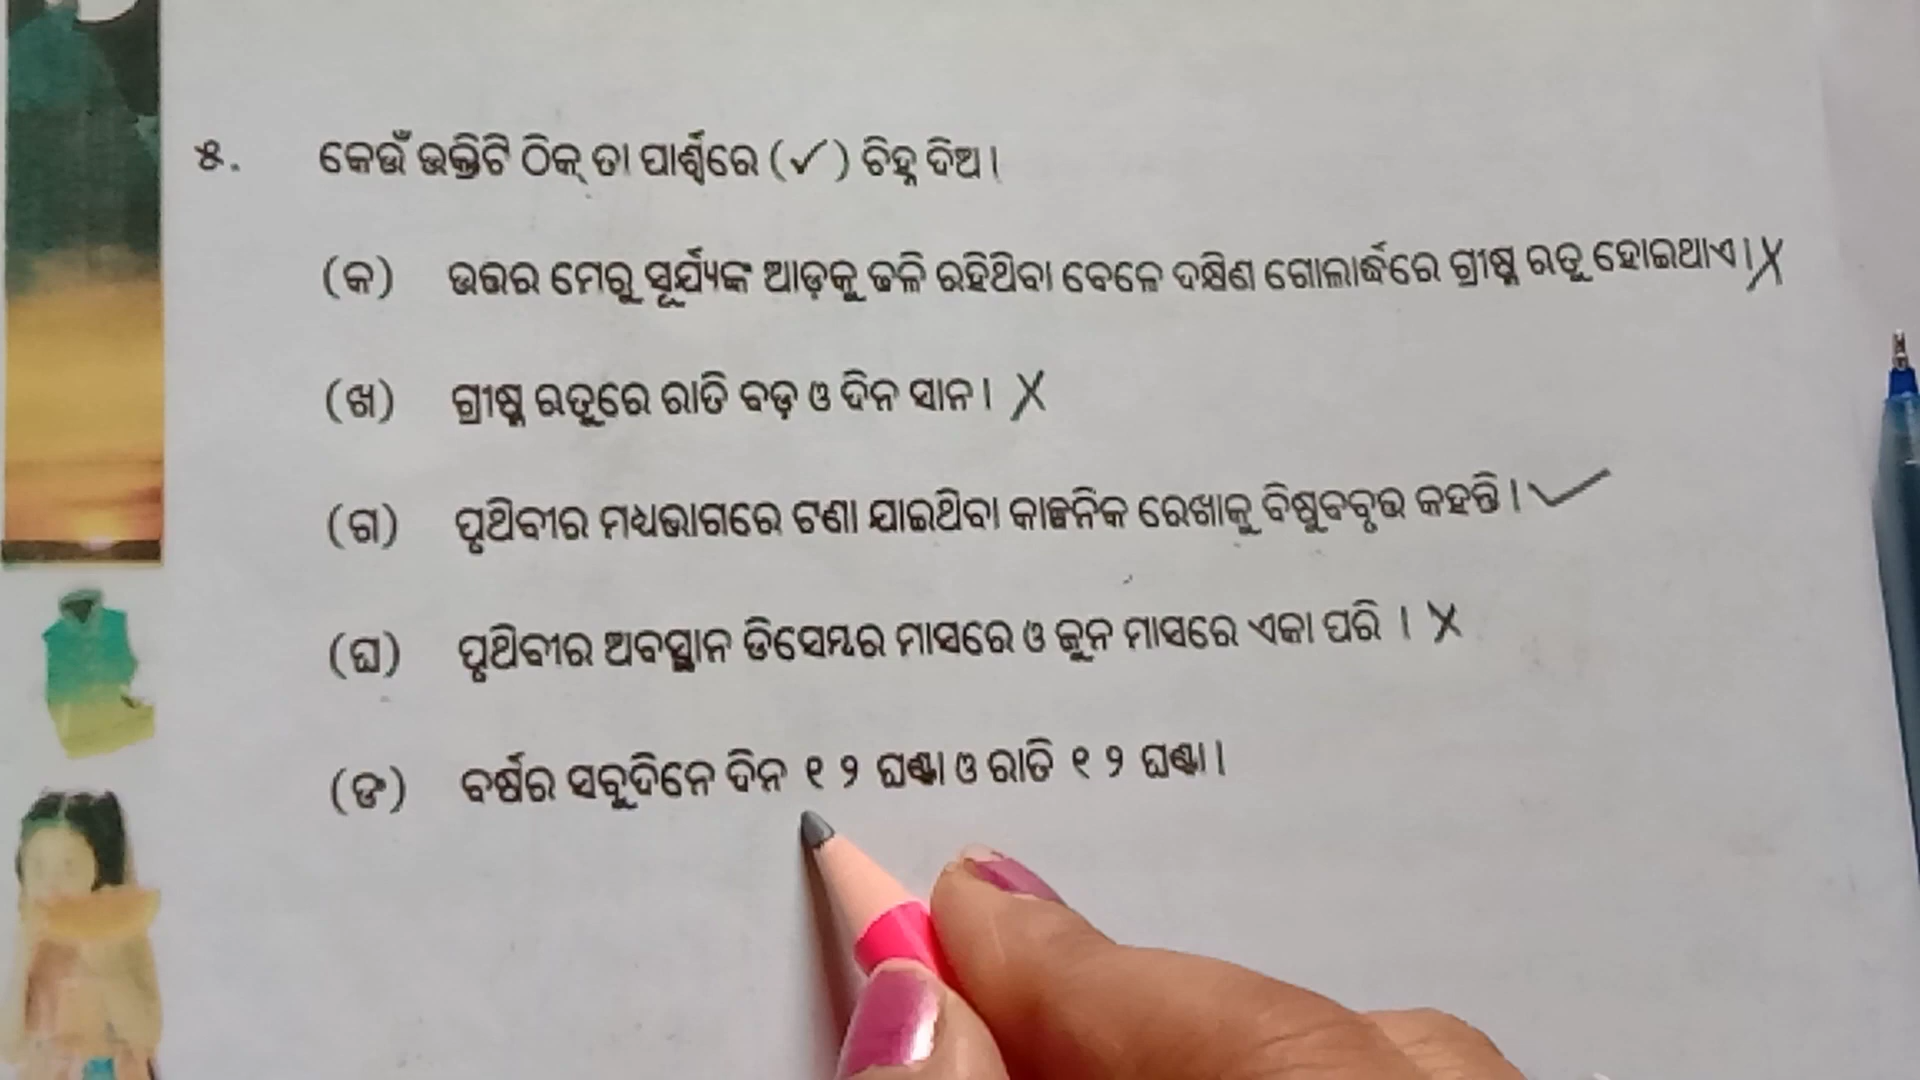 ୫. କେଉଁ ଉକ୍ତିଟି ଠିକ୍ ତା ପାର୍ଶ୍ଵରେ (✓) ଚିହ୍ନ ଦିଅ।
(କ) ଉତ୍ତର ମେରୁ ସୂର୍ଯ୍ୟଙ୍କ ଆଡ଼କୁ ଢଳି ରହିଥିବା ବେଳେ ଦକ୍ଷିଣ ଗୋଲାର୍ଦ୍ଧରେ ଗ୍ରୀଷ୍ମ ଋତୁ ହୋଇଥାଏ। X
(ଖ) ଗ୍ରୀଷ୍ମ ଋତୁରେ ରାତି ବଡ଼ ଓ ଦିନ ସାନ। X
(ଗ) ପୃଥିବୀର ମଧ୍ୟଭାଗରେ ଟଣା ଯାଇଥିବା କାଳ୍ପନିକ ରେଖାକୁ ବିଷୁବବୃତ୍ତ କହନ୍ତି। ✓
(ଘ) ପୃଥିବୀର ଅବସ୍ଥାନ ଡିସେମ୍ବର ମାସରେ ଓ ଜୁନ ମାସରେ ଏକା ପରି । X
(ଙ) ବର୍ଷର ସବୁଦିନେ ଦିନ ୧୨ ଘଣ୍ଟା ଓ ରାତି ୧୨ ଘଣ୍ଟା।